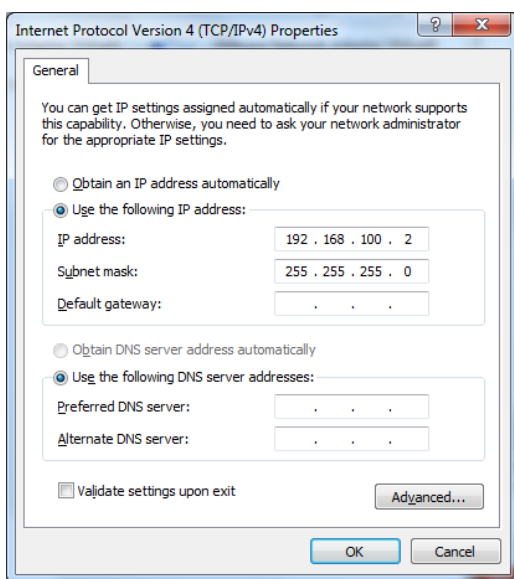 Internet Protocol Version 4 (TCP/IPv4) Properties
General
You can get IP settings assigned automatically if your network supports
this capability. Otherwise, you need to ask your network administrator
for the appropriate IP settings.
Obtain an IP address automatically
Use the following IP address:
IP address: 192 . 168 . 100 . 2
Subnet mask: 255 . 255 . 255 . 0
Default gateway: . . .
Obtain DNS server address automatically
Use the following DNS server addresses:
Preferred DNS server: . . .
Alternate DNS server: . . .
Validate settings upon exit
Advanced...
OK Cancel